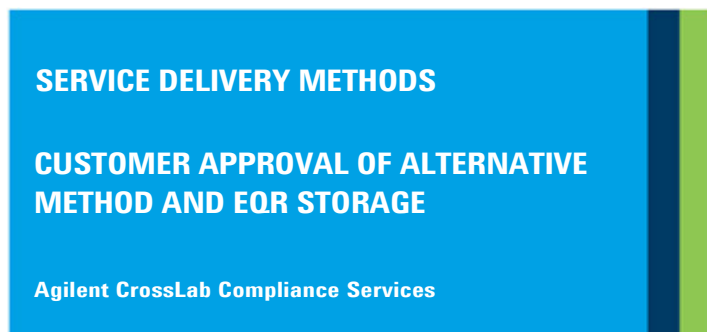 SERVICE DELIVERY METHODS
CUSTOMER APPROVAL OF ALTERNATIVE
METHOD AND EQR STORAGE
Agilent CrossLab Compliance Services